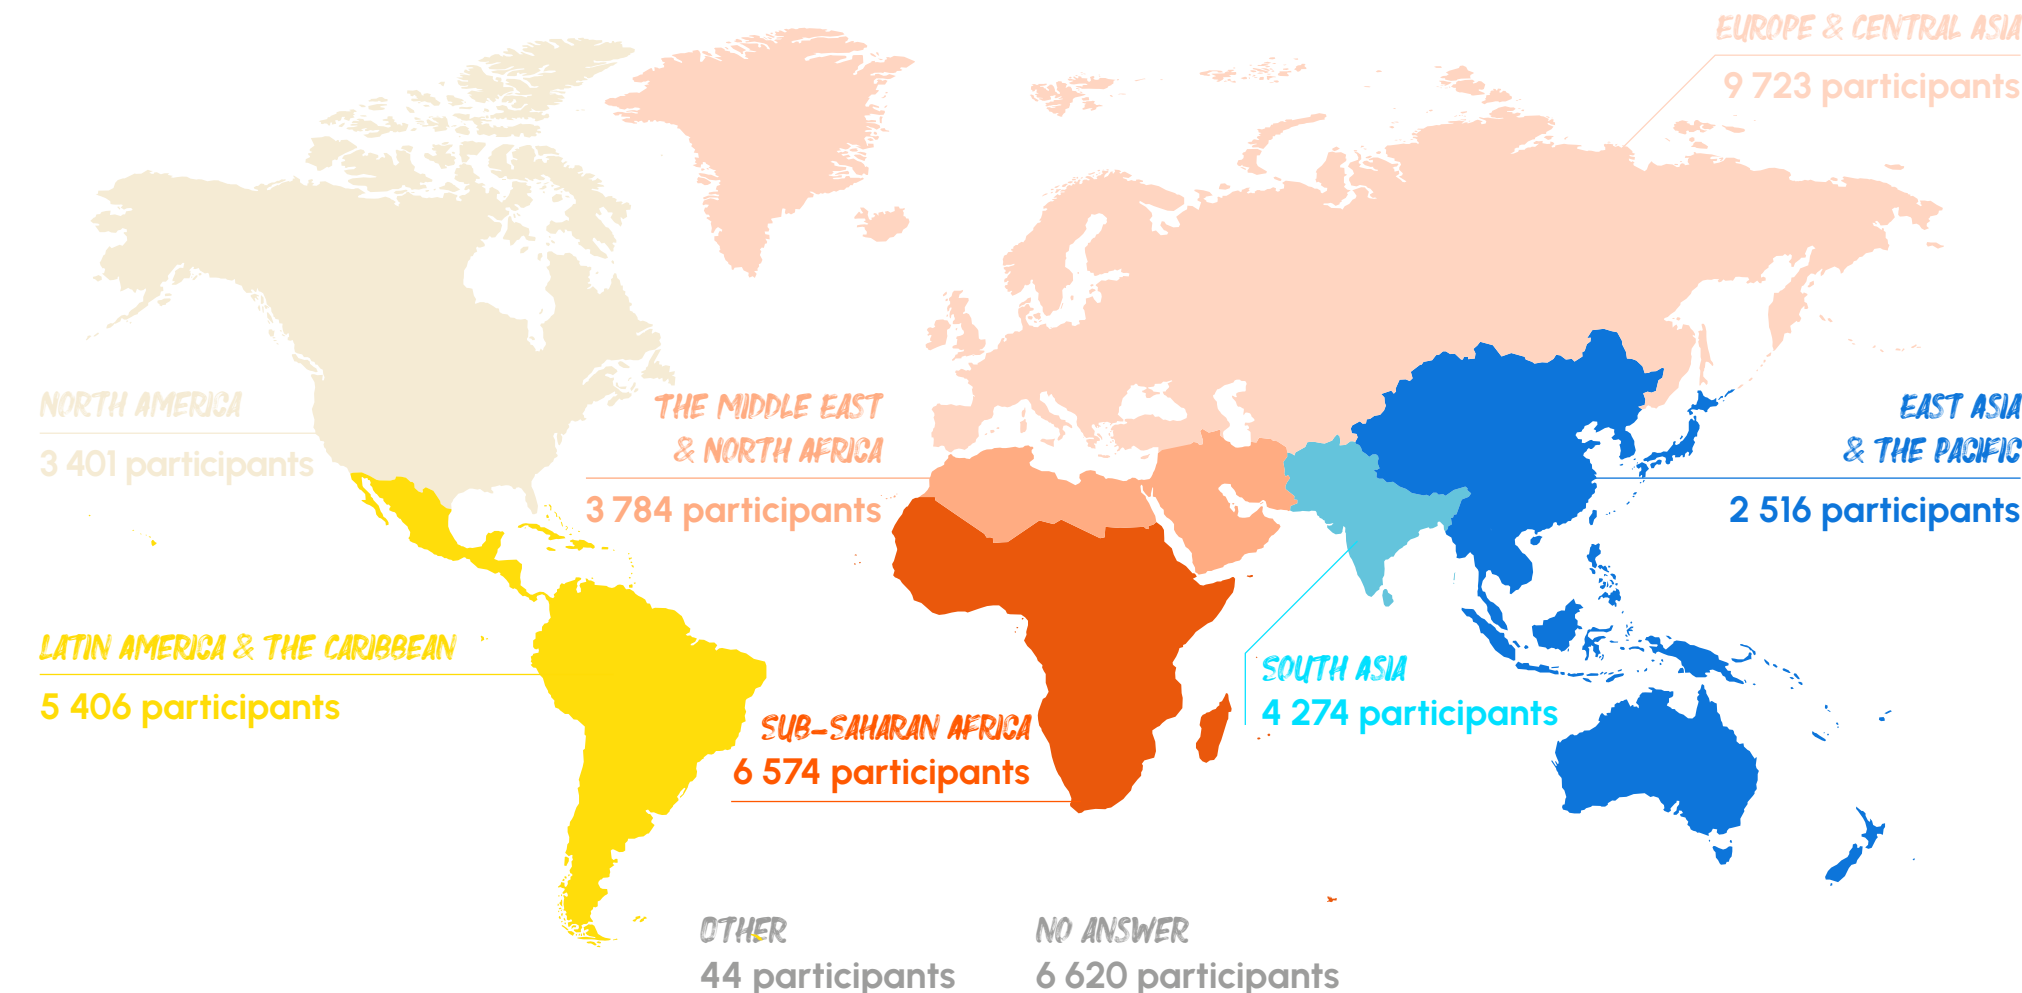 EUROPE & CENTRAL ASIA
9 723 participants
NORTH AMERICA
3 401 participants
THE MIDDLE EAST
& NORTH AFRICA
3 784 participants
EAST ASIA
& THE PACIFIC
2 516 participants
LATIN AMERICA & THE CARIBBEAN
5 406 participants
SOUTH ASIA
4 274 participants
SUB-SAHARAN AFRICA
6 574 participants
OTHER
44 participants
NO ANSWER
6 620 participants